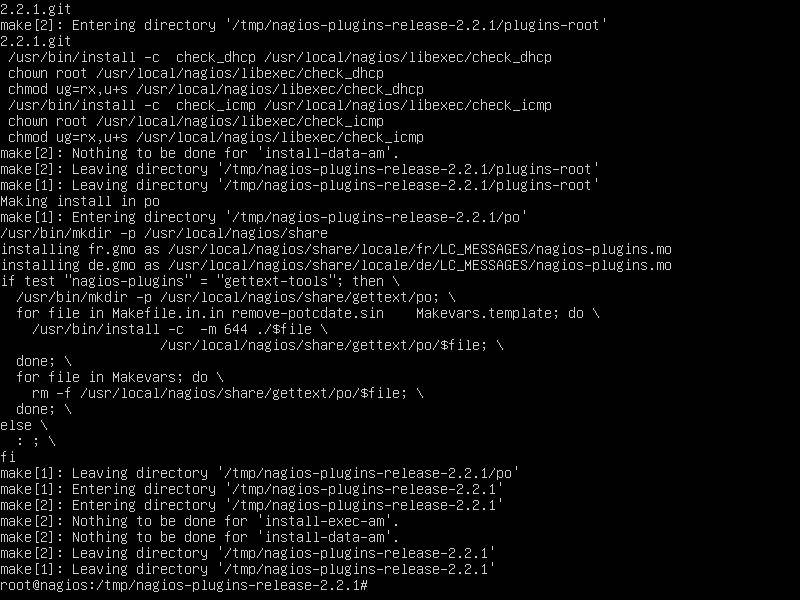 2.2.1.git
make[2]: Entering directory '/tmp/nagios-plugins-release-2.2.1/plugins-root'
2.2.1.git
 /usr/bin/install -c  check_dhcp /usr/local/nagios/libexec/check_dhcp
 chown root /usr/local/nagios/libexec/check_dhcp
 chmod ug=rx,u+s /usr/local/nagios/libexec/check_dhcp
 /usr/bin/install -c  check_icmp /usr/local/nagios/libexec/check_icmp
 chown root /usr/local/nagios/libexec/check_icmp
 chmod ug=rx,u+s /usr/local/nagios/libexec/check_icmp
make[2]: Nothing to be done for 'install-data-am'.
make[2]: Leaving directory '/tmp/nagios-plugins-release-2.2.1/plugins-root'
make[1]: Leaving directory '/tmp/nagios-plugins-release-2.2.1/plugins-root'
Making install in po
make[1]: Entering directory '/tmp/nagios-plugins-release-2.2.1/po'
/usr/bin/mkdir -p /usr/local/nagios/share
installing fr.gmo as /usr/local/nagios/share/locale/fr/LC_MESSAGES/nagios-plugins.mo
installing de.gmo as /usr/local/nagios/share/locale/de/LC_MESSAGES/nagios-plugins.mo
if test "nagios-plugins" = "gettext-tools"; then \
  /usr/bin/mkdir -p /usr/local/nagios/share/gettext/po; \
  for file in Makefile.in.in remove-potcdate.sin    Makevars.template; do \
    /usr/bin/install -c  -m 644 ./$file \
                    /usr/local/nagios/share/gettext/po/$file; \
  done; \
  for file in Makevars; do \
    rm -f /usr/local/nagios/share/gettext/po/$file; \
  done; \
else \
  : ; \
fi
make[1]: Leaving directory '/tmp/nagios-plugins-release-2.2.1/po'
make[1]: Entering directory '/tmp/nagios-plugins-release-2.2.1'
make[2]: Entering directory '/tmp/nagios-plugins-release-2.2.1'
make[2]: Nothing to be done for 'install-exec-am'.
make[2]: Nothing to be done for 'install-data-am'.
make[2]: Leaving directory '/tmp/nagios-plugins-release-2.2.1'
make[1]: Leaving directory '/tmp/nagios-plugins-release-2.2.1'
root@nagios:/tmp/nagios-plugins-release-2.2.1#